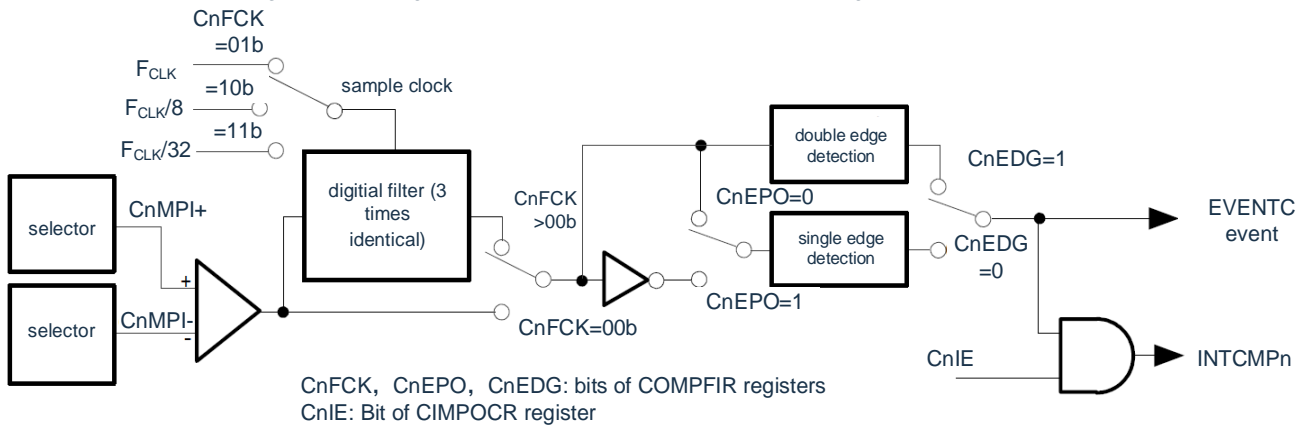 CnFCK
=01b
FCLK
sample clock
=10b
FCLK/8
=11b
FCLK/32
double edge
detection
CnEDG=1
digitial filter (3
times
identical)
CnFCK
>00b
CnEPO=0
CnMPI+
selector
EVENTC
event
single edge
detection
CnEDG
=0
+
CnEPO=1
selector
CnMPI-
-
CnFCK=00b
CnIE
INTCMPn
CnFCK, CnEPO, CnEDG: bits of COMPFIR registers
CnIE: Bit of CIMPOCR register